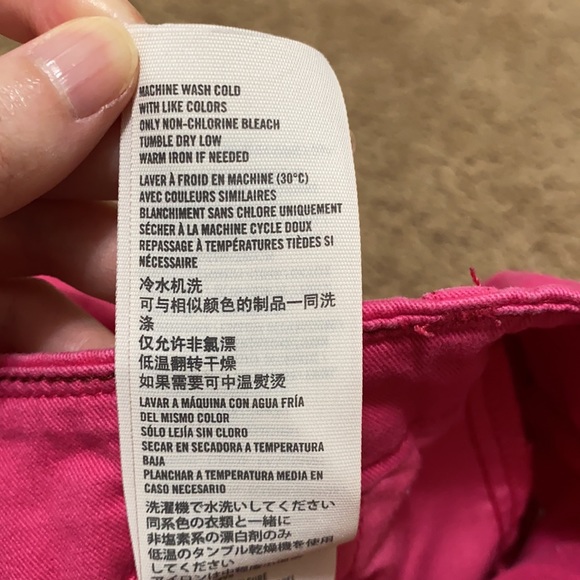 MACHINE WASH COLD
WITH LIKE COLORS
ONLY NON-CHLORINE BLEACH
TUMBLE DRY LOW
WARM IRON IF NEEDED
LAVER À FROID EN MACHINE (30°C)
AVEC COULEURS SIMILAIRES
BLANCHIMENT SANS CHLORE UNIQUEMENT
SÉCHER À LA MACHINE CYCLE DOUX
REPASSAGE À TEMPÉRATURES TIÈDES SI
NÉCESSAIRE
冷水机洗
可与相似颜色的制品一同洗
涤
仅允许非氯漂
低温翻转干燥
如果需要可中温熨烫
LAVAR A MÁQUINA CON AGUA FRÍA
DEL MISMO COLOR
SÓLO LEJÍA SIN CLORO
SECAR EN SECADORA A TEMPERATURA
BAJA
PLANCHAR A TEMPERATURA MEDIA EN
CASO NECESARIO
洗濯機で水洗いしてください
同系色の衣類と一緒に
非塩素系の漂白剤のみ
低温のタンブル乾燥機を使用
してください